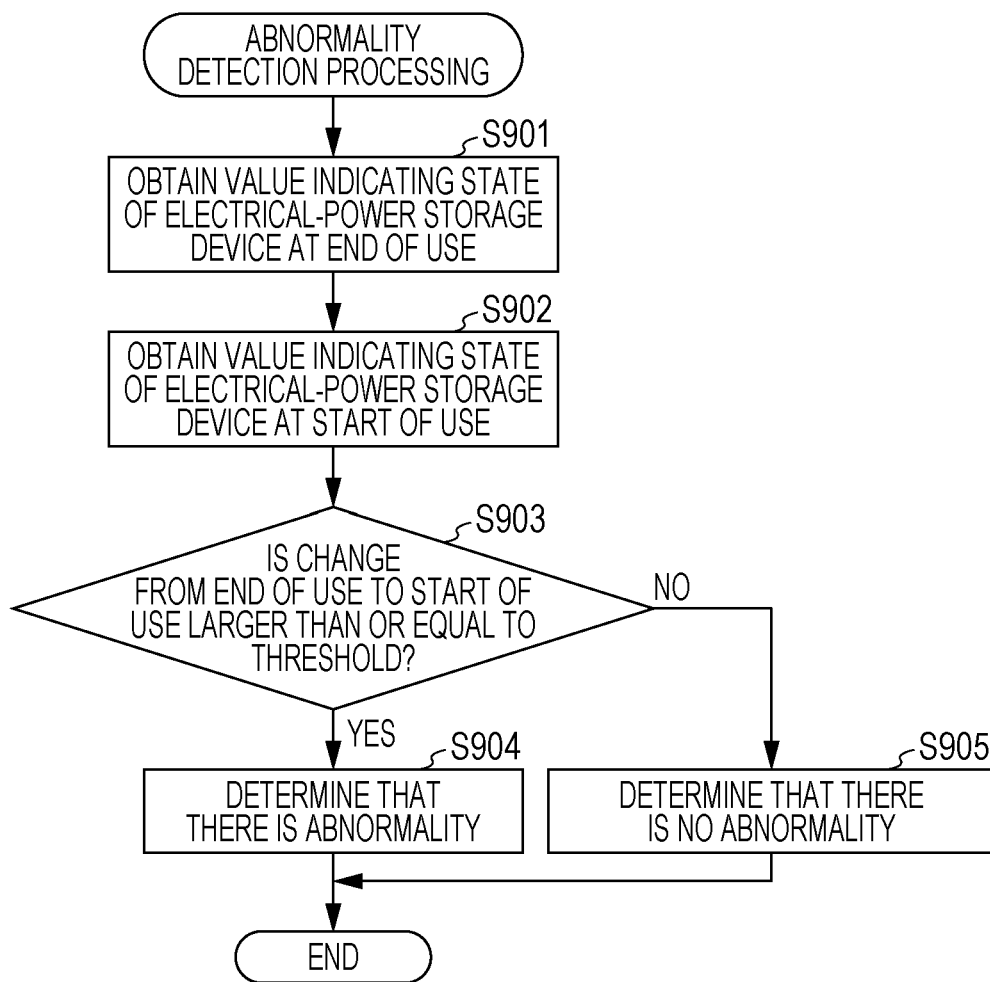 ABNORMALITY
DETECTION PROCESSING
S901
OBTAIN VALUE INDICATING STATE
OF ELECTRICAL-POWER STORAGE
DEVICE AT END OF USE
S902
OBTAIN VALUE INDICATING STATE
OF ELECTRICAL-POWER STORAGE
DEVICE AT START OF USE
S903
IS CHANGE
FROM END OF USE TO START OF
USE LARGER THAN OR EQUAL TO
THRESHOLD?
NO
YES
S904
DETERMINE THAT
THERE IS ABNORMALITY
S905
DETERMINE THAT THERE
IS NO ABNORMALITY
END